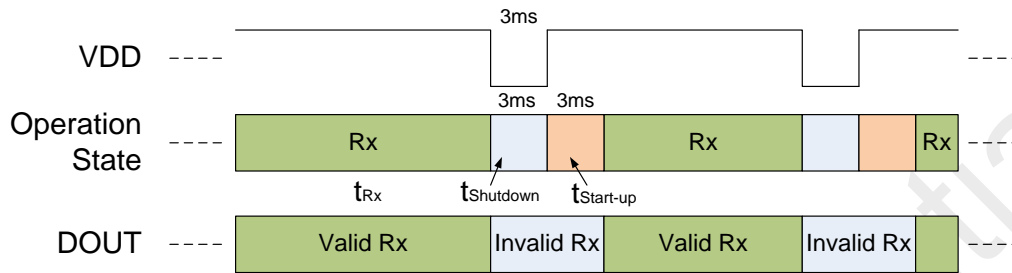 3ms
VDD
3ms 3ms
Operation State
Rx Rx Rx
tRx tShutdown tStart-up
DOUT
Valid Rx Invalid Rx Valid Rx Invalid Rx